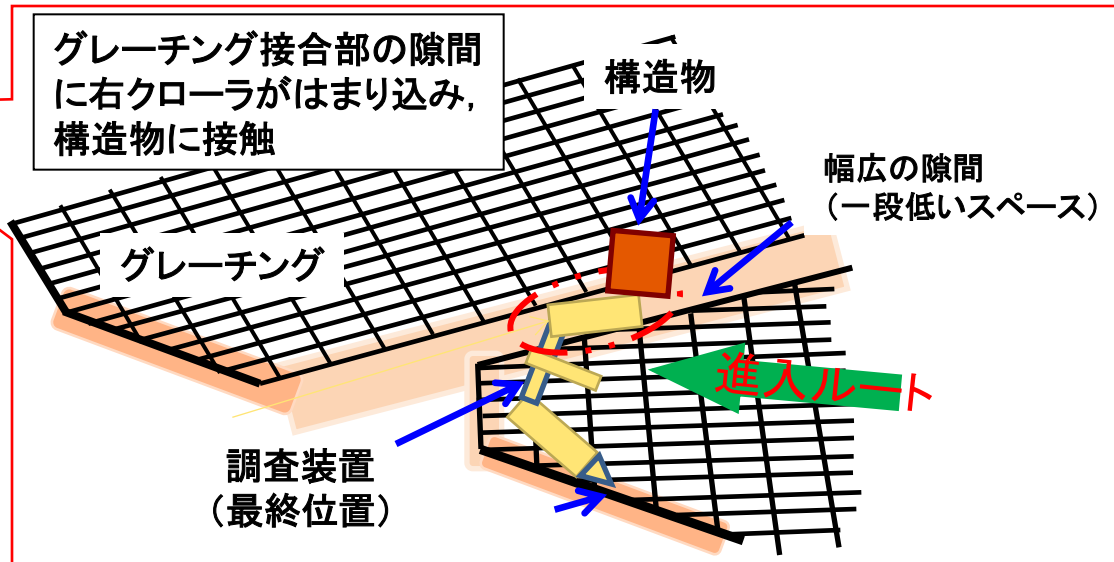 グレーチング接合部の隙間
に右クローラがはまり込み，
構造物に接触
構造物
幅広の隙間
（一段低いスペース）
グレーチング
進入ルート
調査装置
（最終位置）